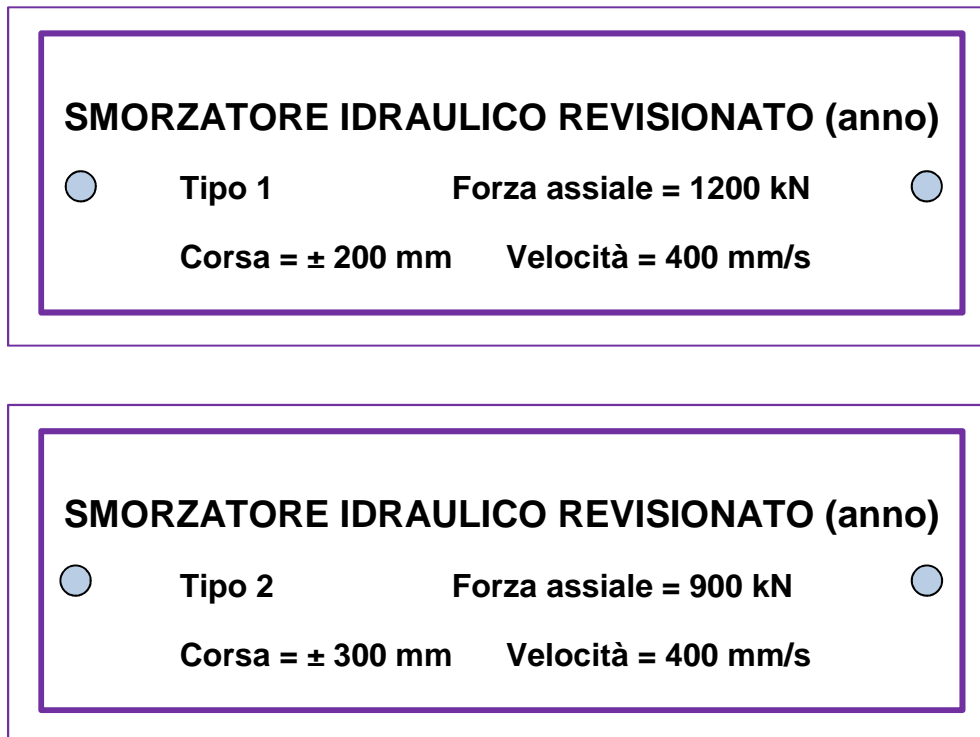 SMORZATORE IDRAULICO REVISIONATO (anno)
Tipo 1 Forza assiale = 1200 kN
Corsa = ± 200 mm Velocità = 400 mm/s
SMORZATORE IDRAULICO REVISIONATO (anno)
Tipo 2 Forza assiale = 900 kN
Corsa = ± 300 mm Velocità = 400 mm/s